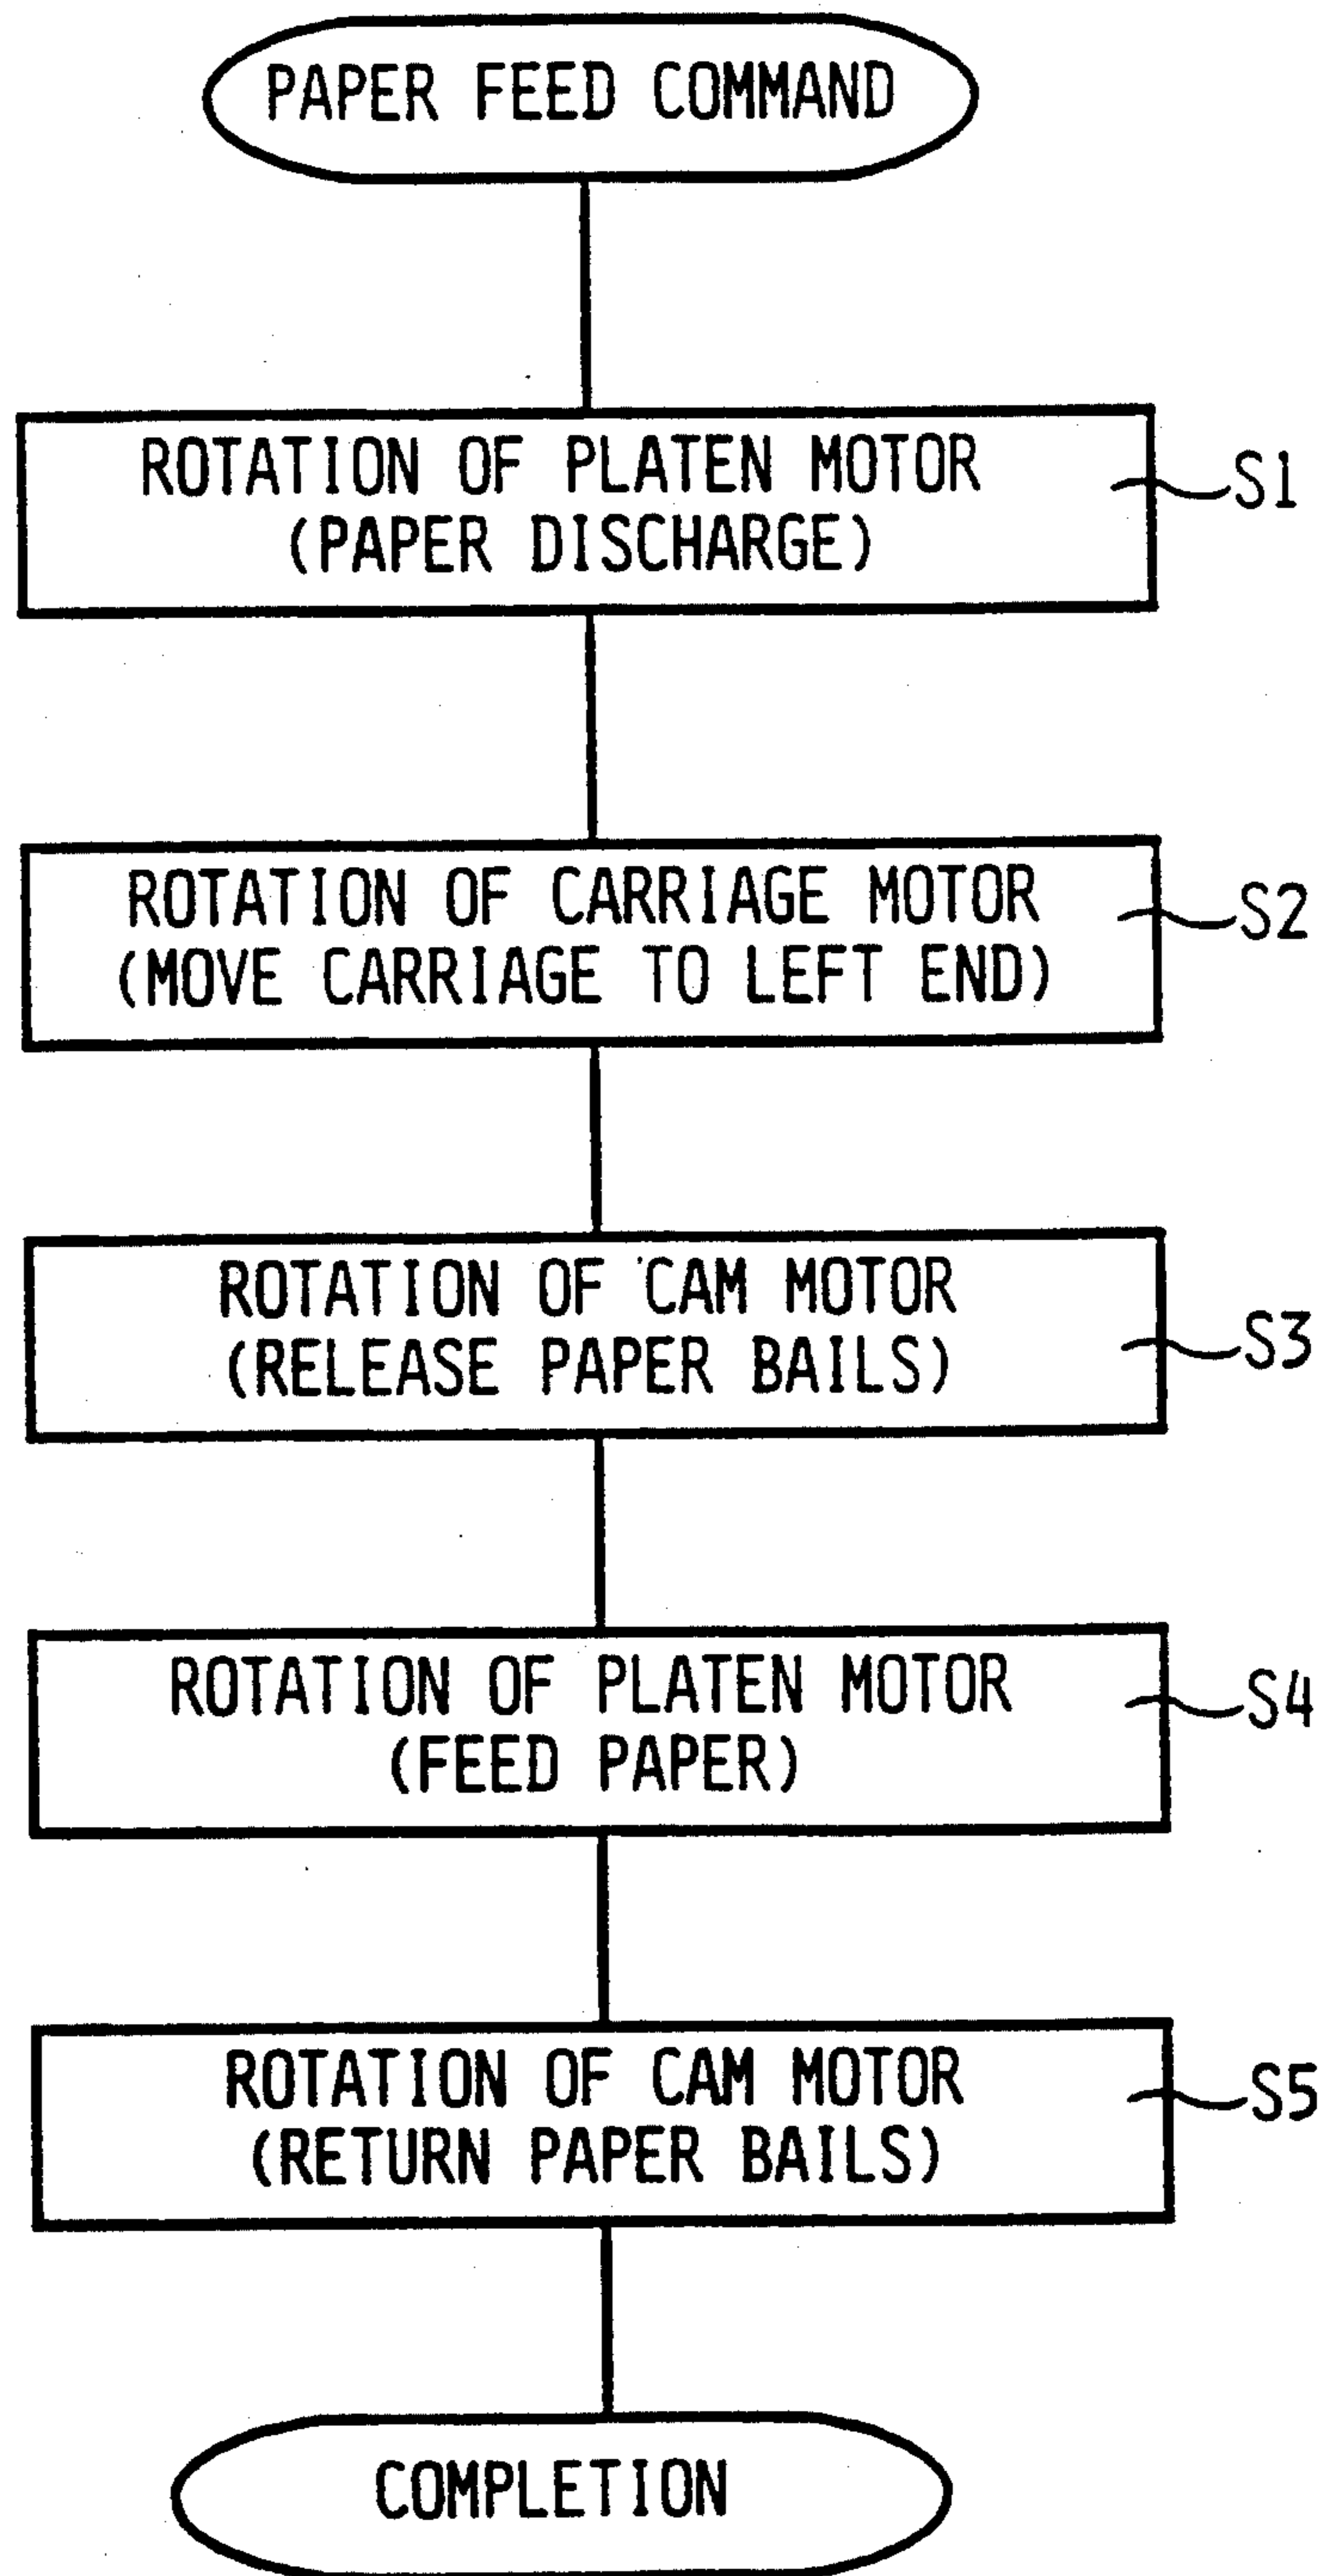 PAPER FEED COMMAND
ROTATION OF PLATEN MOTOR
(PAPER DISCHARGE)
S1
ROTATION OF CARRIAGE MOTOR
(MOVE CARRIAGE TO LEFT END)
S2
ROTATION OF CAM MOTOR
(RELEASE PAPER BAILS)
S3
ROTATION OF PLATEN MOTOR
(FEED PAPER)
S4
ROTATION OF CAM MOTOR
(RETURN PAPER BAILS)
S5
COMPLETION